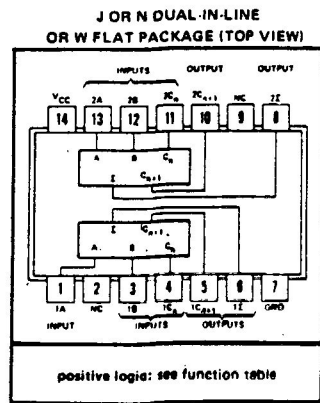 J OR N DUAL-IN-LINE
OR W FLAT PACKAGE (TOP VIEW)
INPUTS OUTPUT OUTPUT
VCC 2A 2B 2Cn 2Cn+1 NC 2Σ
14 13 12 11 10 9 8
A B Cn
Σ Cn+1
Σ Cn+1
A B Cn
1 2 3 4 5 6 7
1A NC 1B 1Cn 1Cn+1 1Σ GND
INPUT INPUTS OUTPUTS
positive logic: see function table